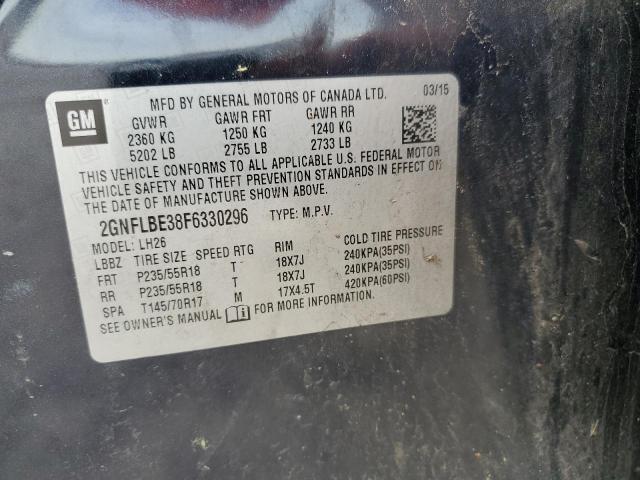 GM
MFD BY GENERAL MOTORS OF CANADA LTD. 03/15
GVWR GAWR FRT GAWR RR
2360 KG 1250 KG 1240 KG
5202 LB 2755 LB 2733 LB
THIS VEHICLE CONFORMS TO ALL APPLICABLE U.S. FEDERAL MOTOR
VEHICLE SAFETY AND THEFT PREVENTION STANDARDS IN EFFECT ON
THE DATE OF MANUFACTURE SHOWN ABOVE.
2GNFLBE38F6330296 TYPE: M.P.V.
MODEL: LH26
LBBZ TIRE SIZE SPEED RTG RIM COLD TIRE PRESSURE
FRT P235/55R18 T 18X7J 240KPA(35PSI)
RR P235/55R18 T 18X7J 240KPA(35PSI)
SPA T145/70R17 M 17X4.5T 420KPA(60PSI)
SEE OWNER'S MANUAL FOR MORE INFORMATION.